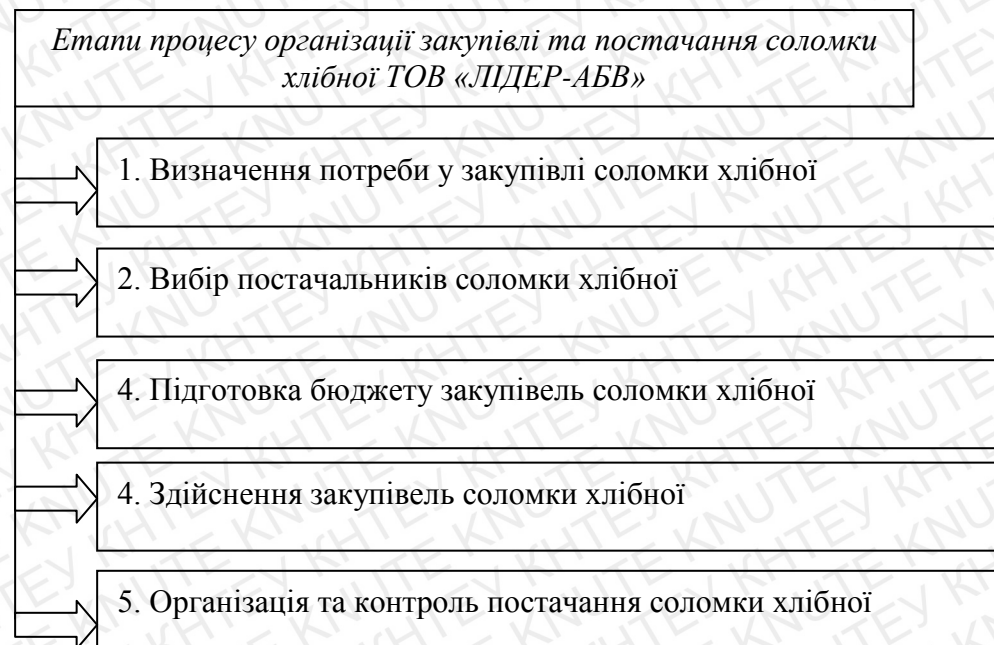 Етапи процесу організації закупівлі та постачання соломки
хлібної ТОВ «ЛІДЕР-АБВ»
1. Визначення потреби у закупівлі соломки хлібної
2. Вибір постачальників соломки хлібної
4. Підготовка бюджету закупівель соломки хлібної
4. Здійснення закупівель соломки хлібної
5. Організація та контроль постачання соломки хлібної